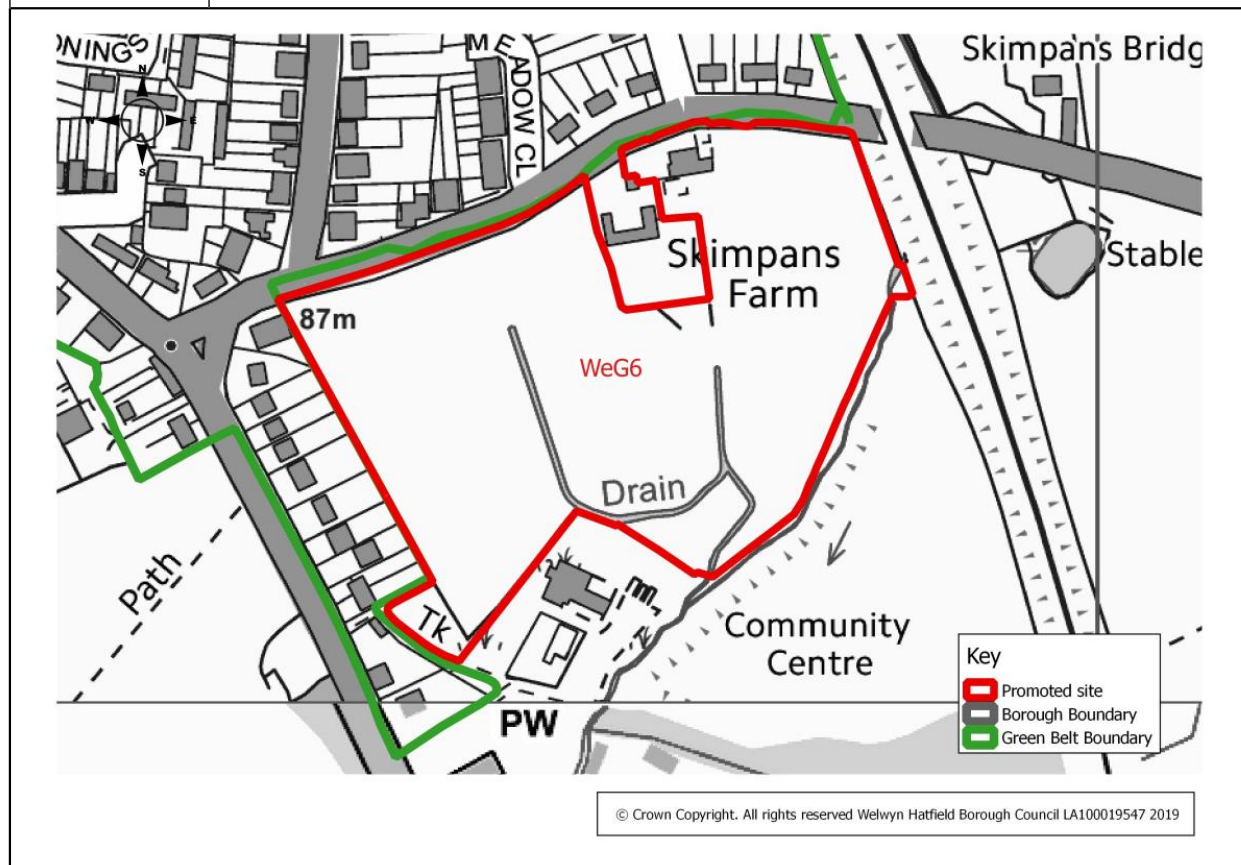 ONINGS
N
W
E
S
MEADOW CL
Skimpans Bridg
Skimpans
Farm
Stable
87m
WeG6
Drain
Path
Tk
Community
Centre
PW
Key
Promoted site
Borough Boundary
Green Belt Boundary
© Crown Copyright. All rights reserved Welwyn Hatfield Borough Council LA100019547 2019